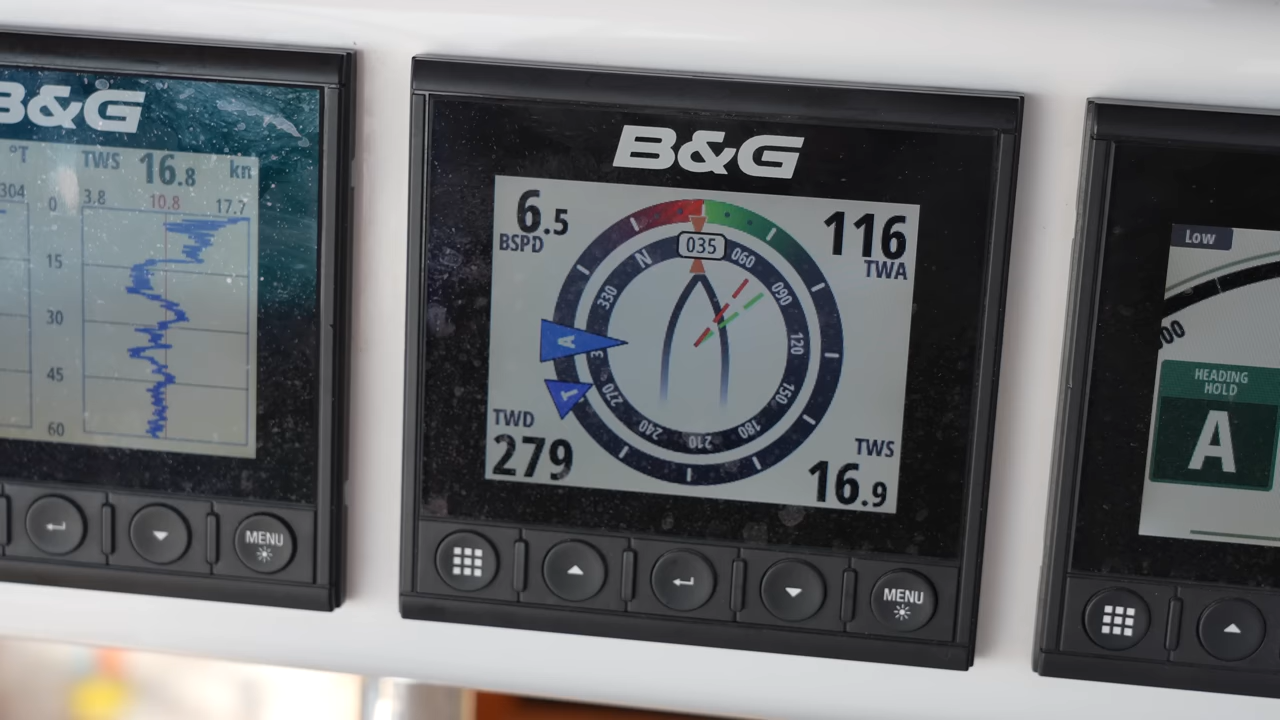 B&G
°T
TWS 16.8 kn
304
3.8 10.8 17.7
0
15
30
45
60
MENU
B&G
6.5
BSPD
116
TWA
035
N
060
090
120
150
180
210
240
270
3
330
A
T
TWD
279
TWS
16.9
MENU
Low
00
HEADING
HOLD
A